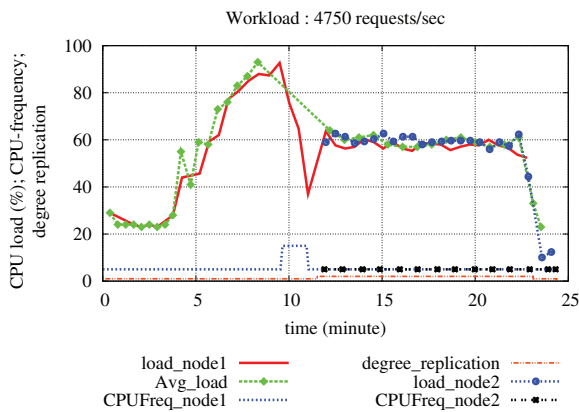 Workload : 4750 requests/sec
CPU load (%); CPU-frequency;
degree replication
100
80
60
40
20
0
0 5 10 15 20 25
time (minute)
load_node1 degree_replication
Avg_load load_node2
CPUFreq_node1 CPUFreq_node2